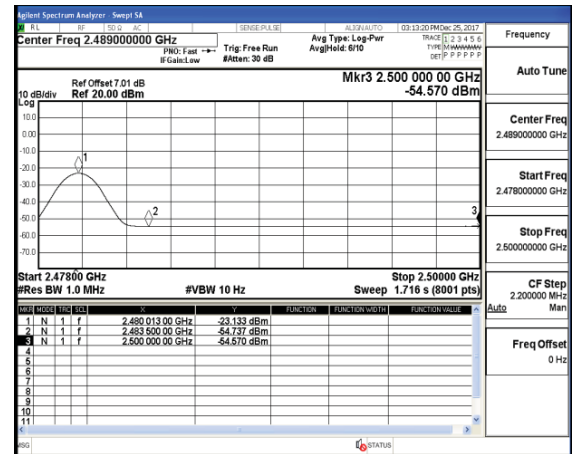 Agilent Spectrum Analyzer - Swept SA
RL RF 50 Ω AC SENSE:PULSE ALIGNAUTO 03:13:20 PM Dec 25, 2017
Center Freq 2.489000000 GHz
PNO: Fast
IFGain:Low
Trig: Free Run
#Atten: 30 dB
Avg Type: Log-Pwr
Avg|Hold: 6/10
TRACE 1 2 3 4 5 6
TYPE
DET P P P P P P
Frequency
Auto Tune
Ref Offset 7.01 dB
10 dB/div Ref 20.00 dBm
Log
Mkr3 2.500 000 00 GHz
-54.570 dBm
10.0
0.00
-10.0
-20.0
-30.0
-40.0
-50.0
-60.0
-70.0
1
2
3
Start 2.47800 GHz Stop 2.50000 GHz
#Res BW 1.0 MHz #VBW 10 Hz Sweep 1.716 s (8001 pts)
MKR MODE TRC SCL X Y FUNCTION FUNCTION WIDTH FUNCTION VALUE
1 N 1 f 2.480 013 00 GHz -23.133 dBm
2 N 1 f 2.483 500 00 GHz -54.737 dBm
3 N 1 f 2.500 000 00 GHz -54.570 dBm
4
5
6
7
8
9
10
11
Center Freq
2.489000000 GHz
Start Freq
2.478000000 GHz
Stop Freq
2.500000000 GHz
CF Step
2.200000 MHz
Auto Man
Freq Offset
0 Hz
MSG STATUS